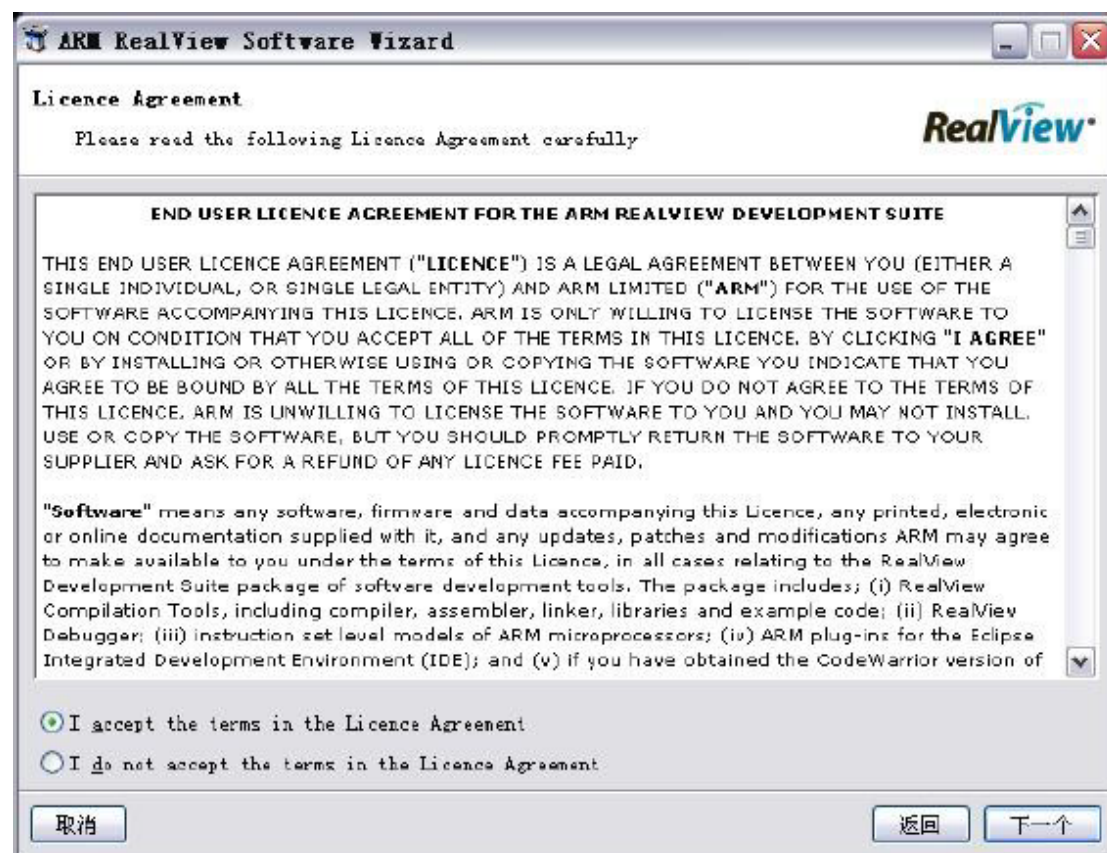 ARM RealView Software Wizard
Licence Agreement
Please read the following Licence Agreement carefully
RealView
END USER LICENCE AGREEMENT FOR THE ARM REALVIEW DEVELOPMENT SUITE
THIS END USER LICENCE AGREEMENT ("LICENCE") IS A LEGAL AGREEMENT BETWEEN YOU (EITHER A
SINGLE INDIVIDUAL, OR SINGLE LEGAL ENTITY) AND ARM LIMITED ("ARM") FOR THE USE OF THE
SOFTWARE ACCOMPANYING THIS LICENCE. ARM IS ONLY WILLING TO LICENSE THE SOFTWARE TO
YOU ON CONDITION THAT YOU ACCEPT ALL OF THE TERMS IN THIS LICENCE. BY CLICKING "I AGREE"
OR BY INSTALLING OR OTHERWISE USING OR COPYING THE SOFTWARE YOU INDICATE THAT YOU
AGREE TO BE BOUND BY ALL THE TERMS OF THIS LICENCE. IF YOU DO NOT AGREE TO THE TERMS OF
THIS LICENCE, ARM IS UNWILLING TO LICENSE THE SOFTWARE TO YOU AND YOU MAY NOT INSTALL,
USE OR COPY THE SOFTWARE, BUT YOU SHOULD PROMPTLY RETURN THE SOFTWARE TO YOUR
SUPPLIER AND ASK FOR A REFUND OF ANY LICENCE FEE PAID.
"Software" means any software, firmware and data accompanying this Licence, any printed, electronic
or online documentation supplied with it, and any updates, patches and modifications ARM may agree
to make available to you under the terms of this Licence, in all cases relating to the RealView
Development Suite package of software development tools. The package includes; (i) RealView
Compilation Tools, including compiler, assembler, linker, libraries and example code; (ii) RealView
Debugger; (iii) instruction set level models of ARM microprocessors; (iv) ARM plug-ins for the Eclipse
Integrated Development Environment (IDE); and (v) if you have obtained the CodeWarrior version of
I accept the terms in the Licence Agreement
I do not accept the terms in the Licence Agreement
取消
返回
下一个